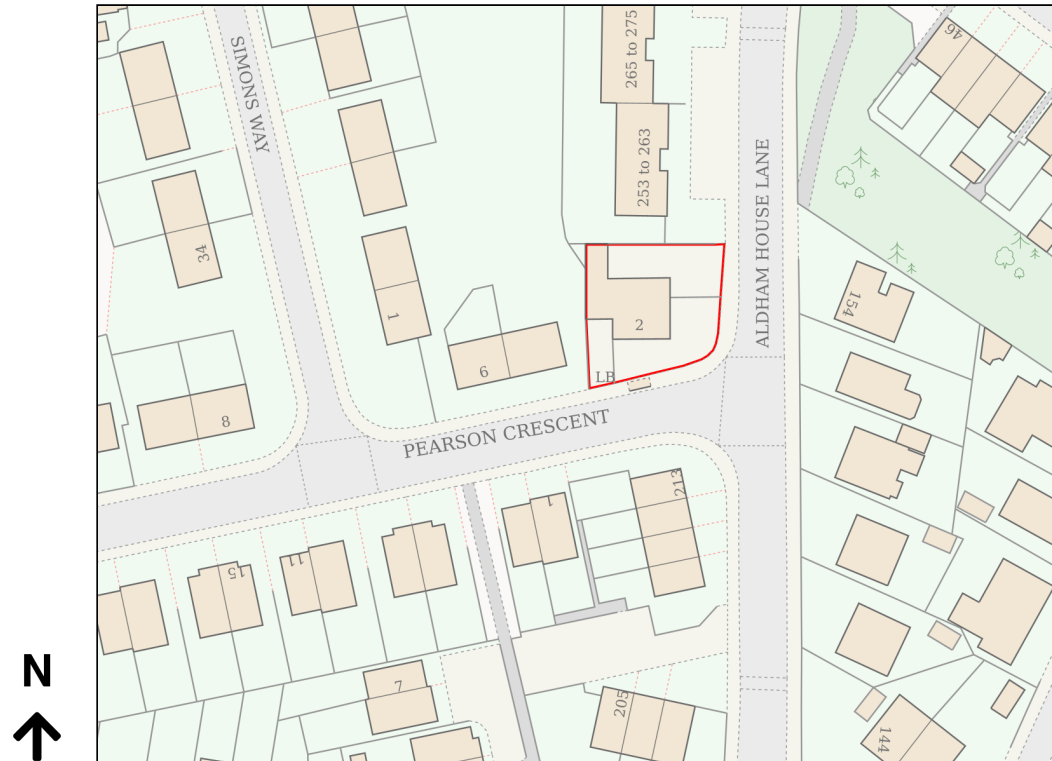 46
265 to 275
SIMONS WAY
253 to 263
ALDHAM HOUSE LANE
34
154
1
2
6
LB
8
PEARSON CRESCENT
213
1
11
15
7
N
205
144